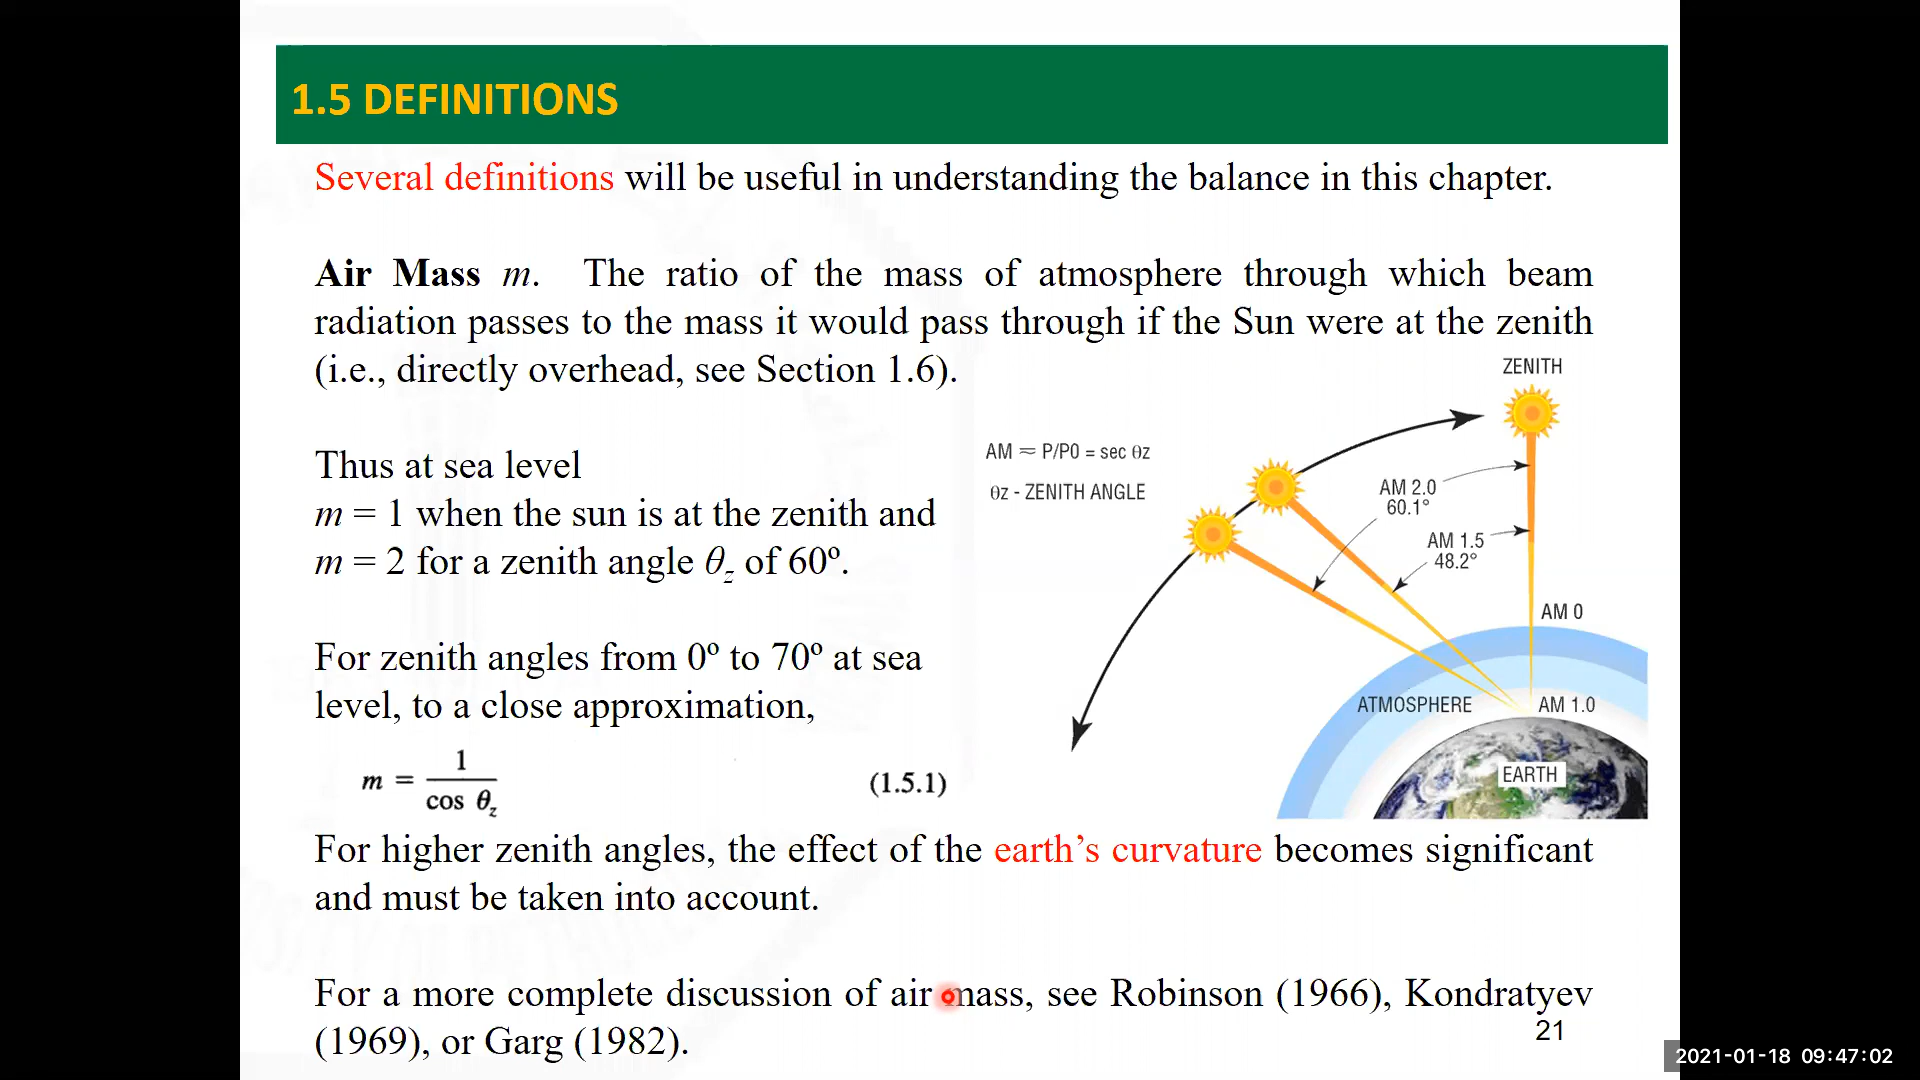 1.5 DEFINITIONS
Several definitions will be useful in understanding the balance in this chapter.
Air Mass m. The ratio of the mass of atmosphere through which beam
radiation passes to the mass it would pass through if the Sun were at the zenith
(i.e., directly overhead, see Section 1.6).
Thus at sea level
m = 1 when the sun is at the zenith and
m = 2 for a zenith angle θz of 60º.
For zenith angles from 0º to 70º at sea
level, to a close approximation,
m = 1 / cos θz (1.5.1)
ZENITH
AM ≈ P/P0 = sec θz
θz - ZENITH ANGLE
AM 2.0
60.1°
AM 1.5
48.2°
AM 0
ATMOSPHERE
AM 1.0
EARTH
For higher zenith angles, the effect of the earth’s curvature becomes significant
and must be taken into account.
For a more complete discussion of air mass, see Robinson (1966), Kondratyev
(1969), or Garg (1982).
21
2021-01-18 09:47:02